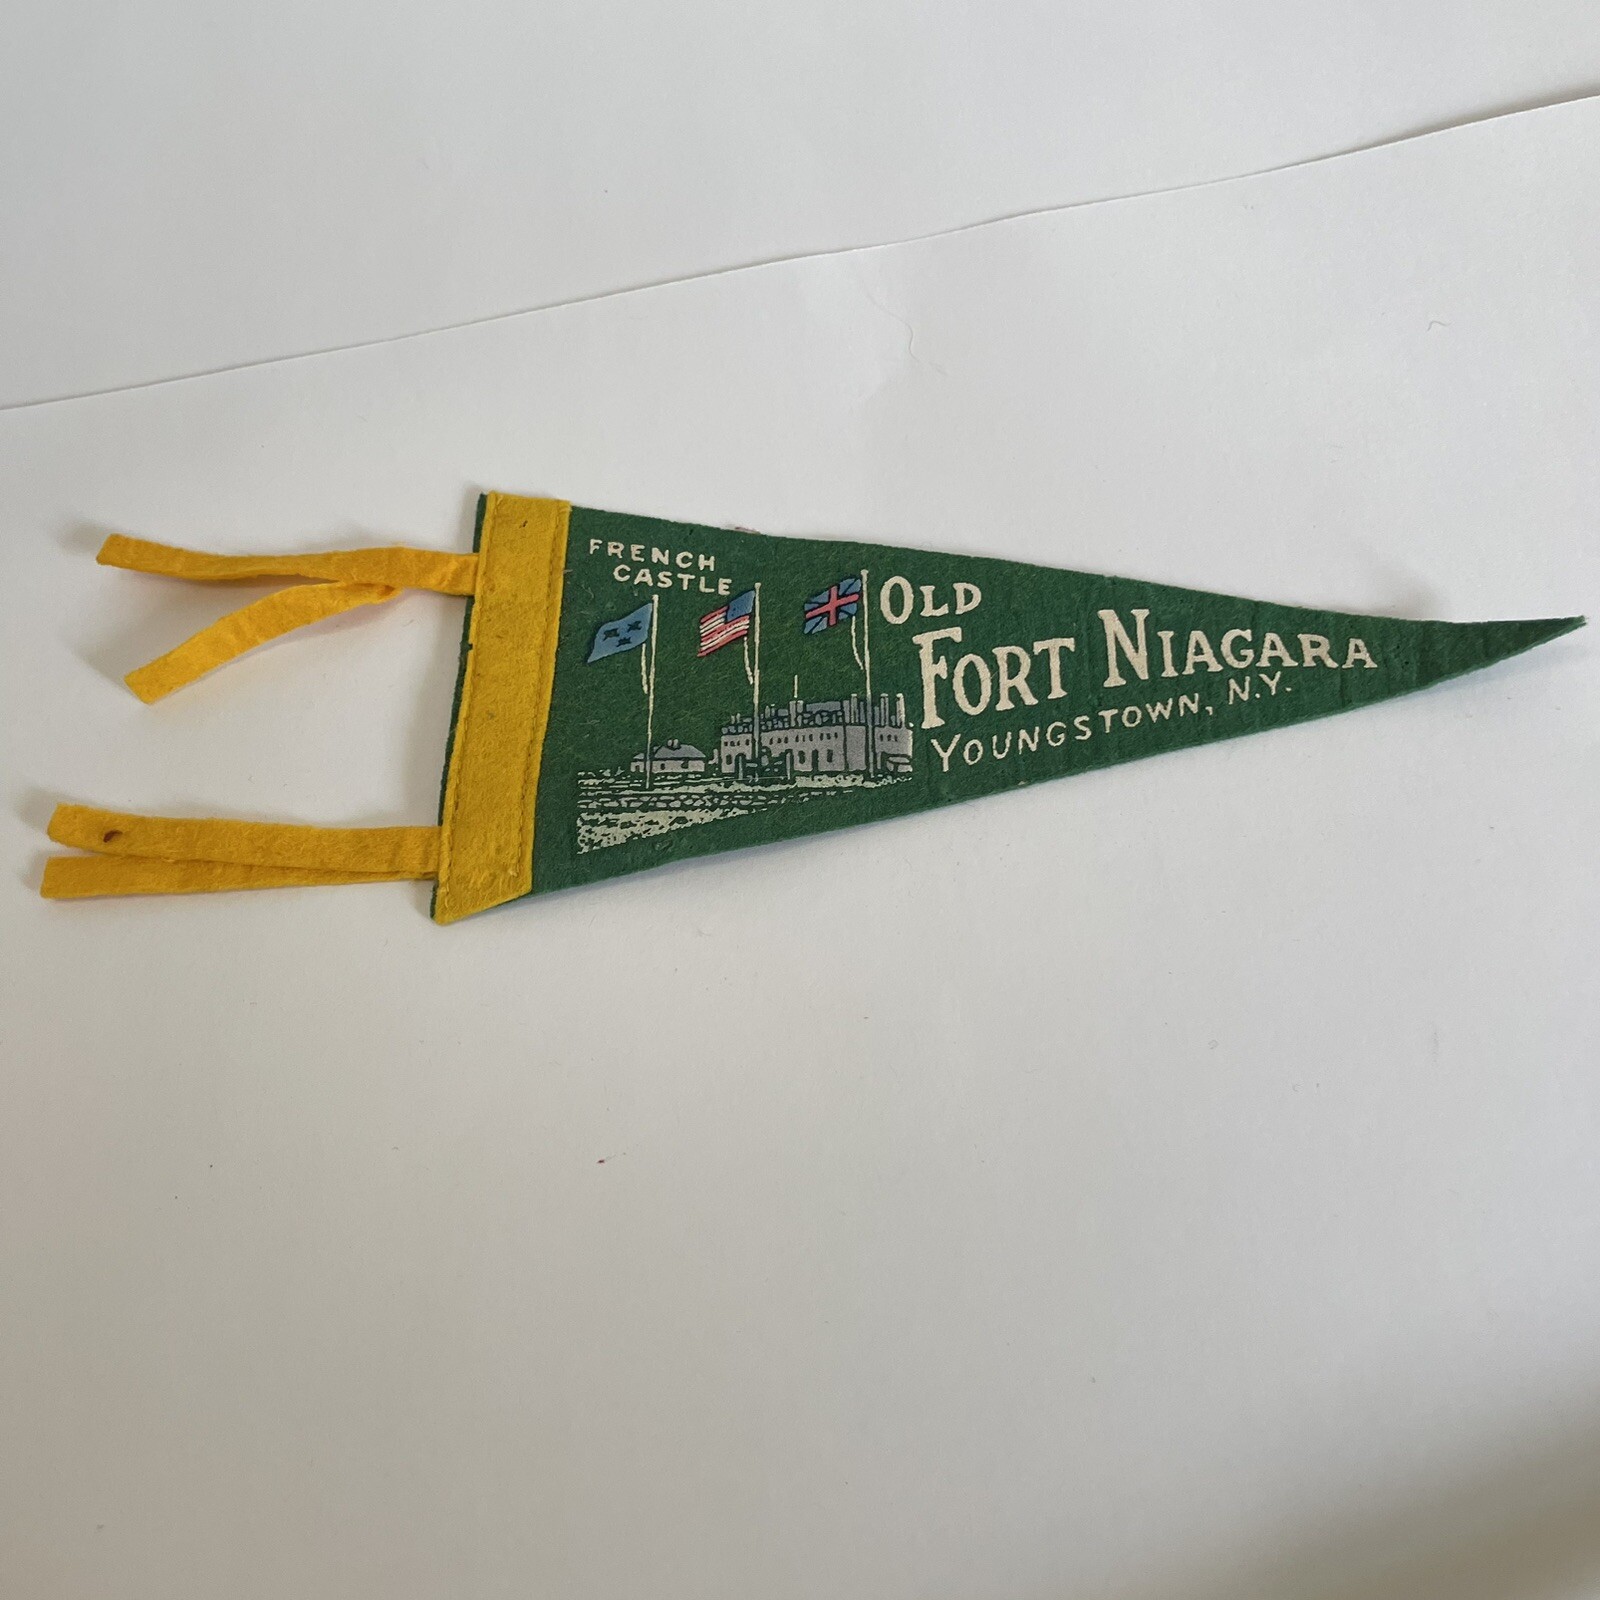 FRENCH
CASTLE
OLD
FORT NIAGARA
YOUNGSTOWN, N.Y.